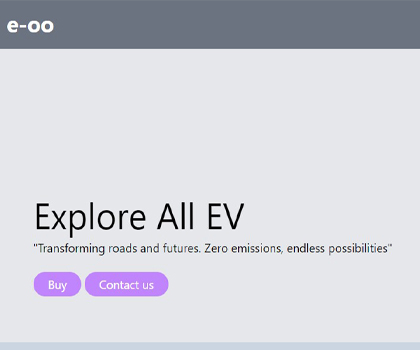 e-oo
Explore All EV
"Transforming roads and futures. Zero emissions, endless possibilities"
Buy
Contact us